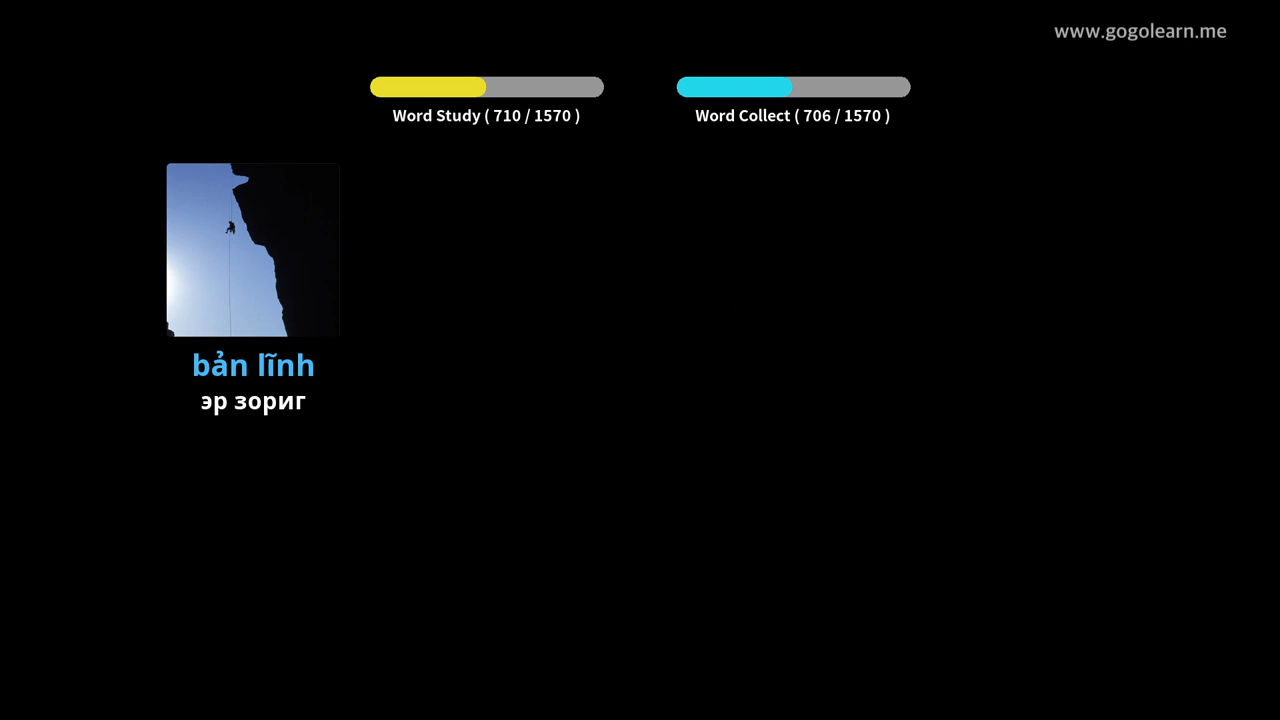 www.gogolearn.me
Word Study ( 710 / 1570 )
Word Collect ( 706 / 1570 )
bản lĩnh
эр зориг